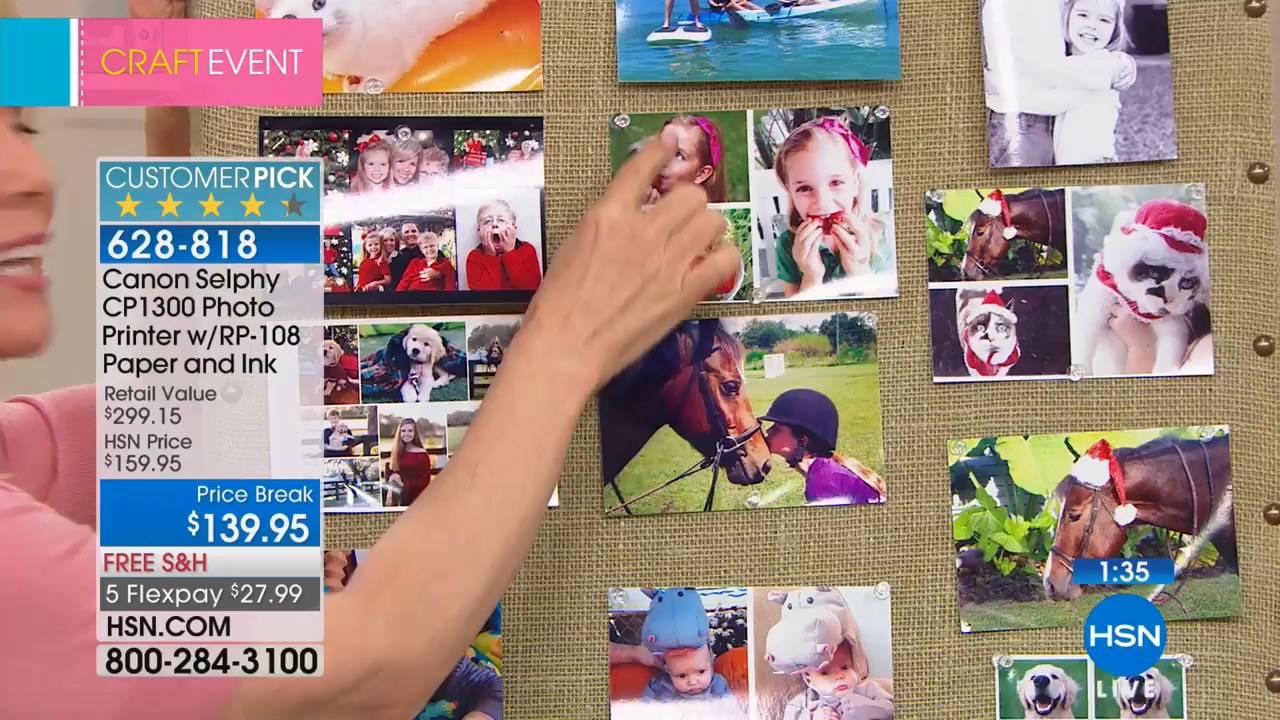 CRAFT EVENT
CUSTOMER PICK
628-818
Canon Selphy
CP1300 Photo
Printer w/RP-108
Paper and Ink
Retail Value
$299.15
HSN Price
$159.95
Price Break
$139.95
FREE S&H
5 Flexpay $27.99
HSN.COM
800-284-3100
1:35
HSN
LIVE